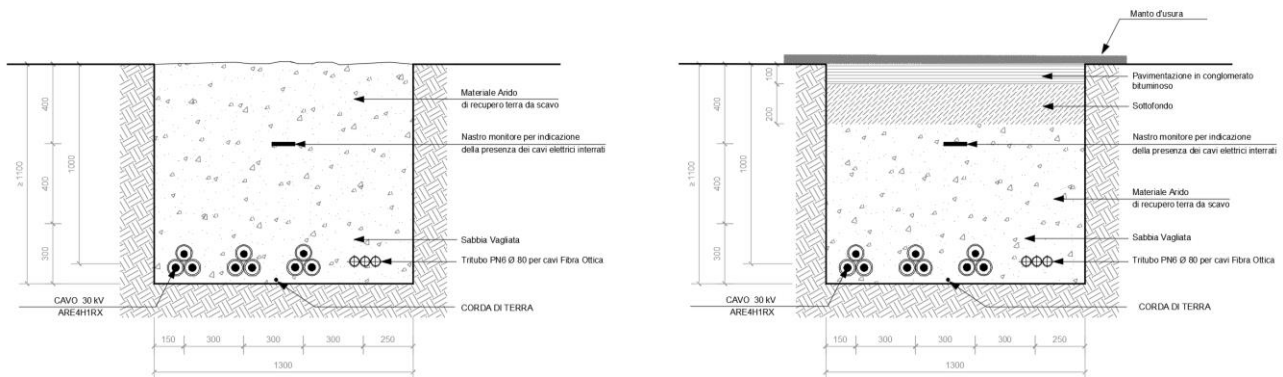 Materiale Arido
di recupero terra da scavo
Nastro monitore per indicazione
della presenza dei cavi elettrici interrati
Sabbia Vagliata
Tritubo PN6 Ø 80 per cavi Fibra Ottica
CORDA DI TERRA
CAVO 30 kV
ARE4H1RX
≥ 1100
1000
400
400
300
150 300 300 300 250
1300
Manto d'usura
Pavimentazione in conglomerato
bituminoso
Sottofondo
Nastro monitore per indicazione
della presenza dei cavi elettrici interrati
Materiale Arido
di recupero terra da scavo
Sabbia Vagliata
Tritubo PN6 Ø 80 per cavi Fibra Ottica
CORDA DI TERRA
CAVO 30 kV
ARE4H1RX
≥ 1100
1000
400
400
300
100
200
150 300 300 300 250
1300